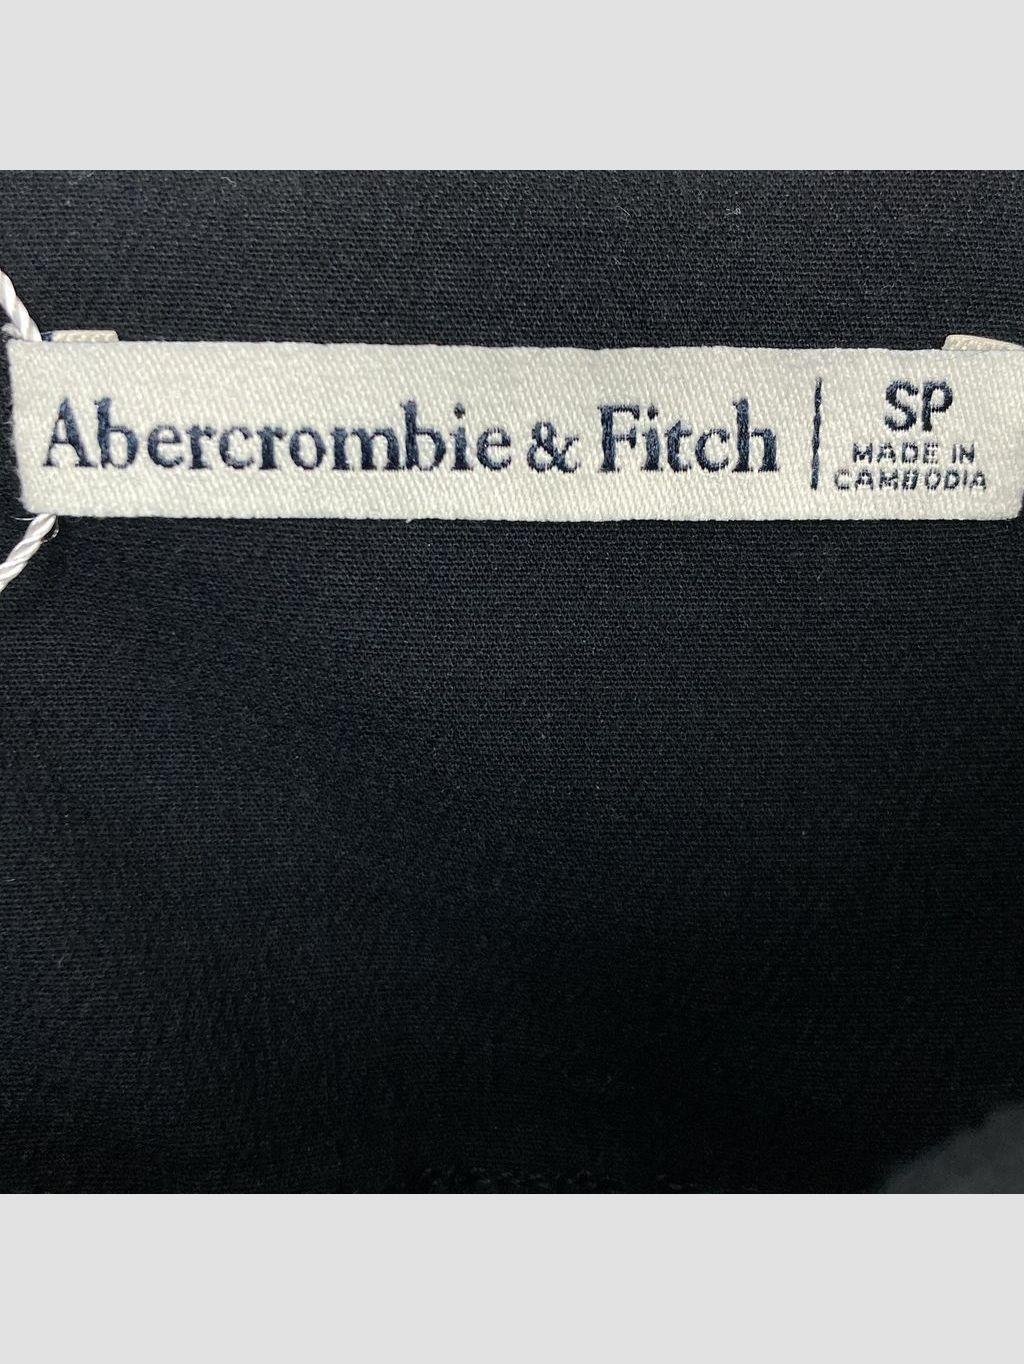 Abercrombie & Fitch
SP
MADE IN
CAMBODIA